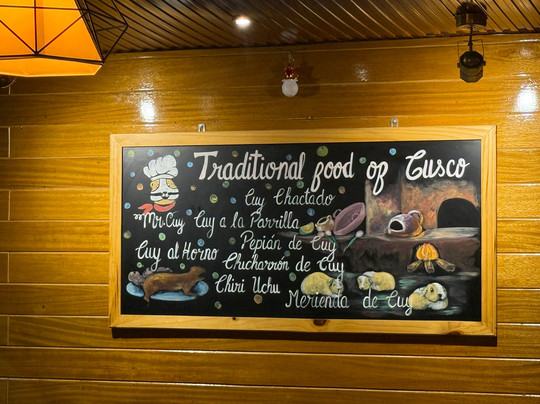 Traditional food of Cusco
Cuy Chactado
Mr. Cuy Cuy a la Parrilla
Pepián de Cuy
Cuy al Horno
Chicharrón de Cuy
Chiri Uchu
Merienda de Cuy